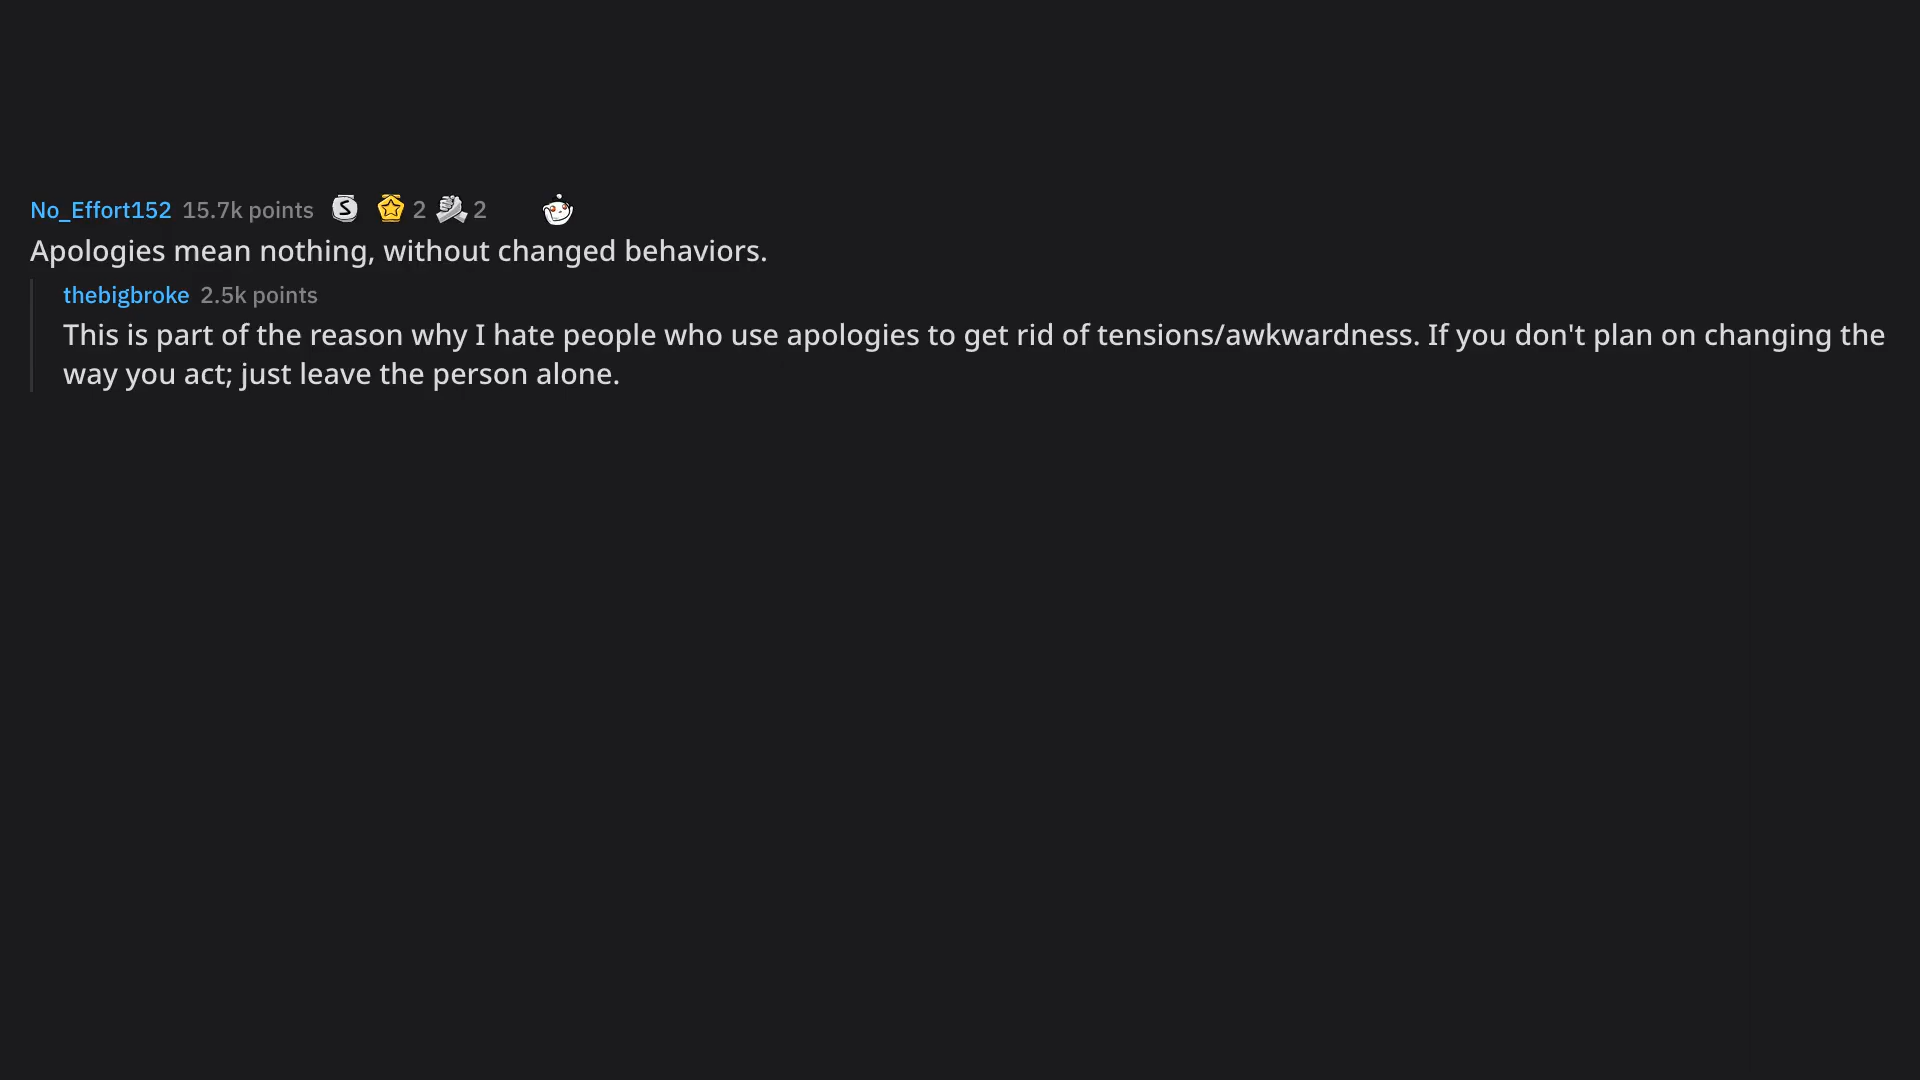 No_Effort152 15.7k points S 2 2
Apologies mean nothing, without changed behaviors.
thebigbroke 2.5k points
This is part of the reason why I hate people who use apologies to get rid of tensions/awkwardness. If you don't plan on changing the
way you act; just leave the person alone.